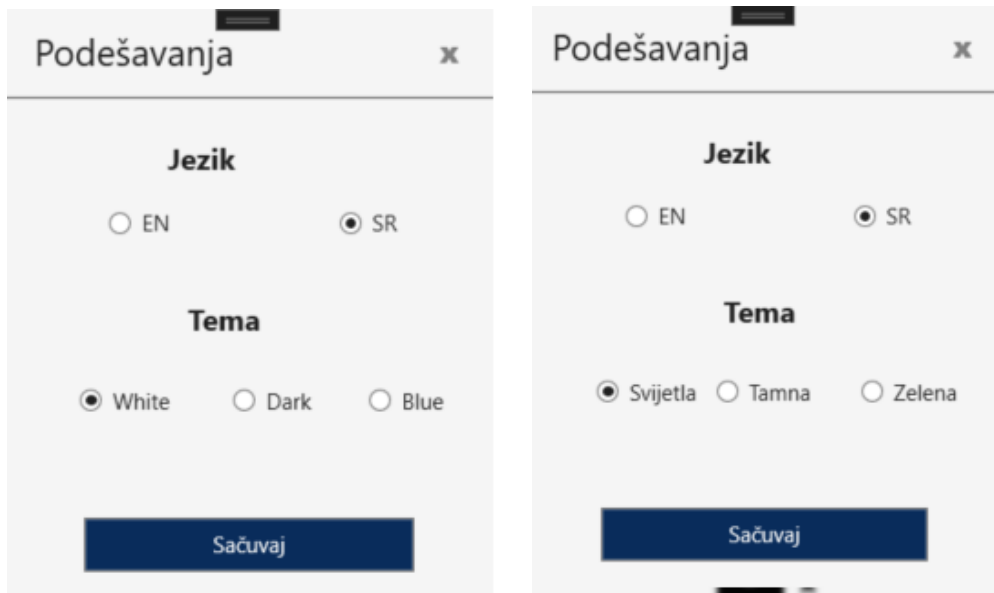 Podešavanja x
Jezik
EN SR
Tema
White Dark Blue
Sačuvaj
Podešavanja x
Jezik
EN SR
Tema
Svijetla Tamna Zelena
Sačuvaj